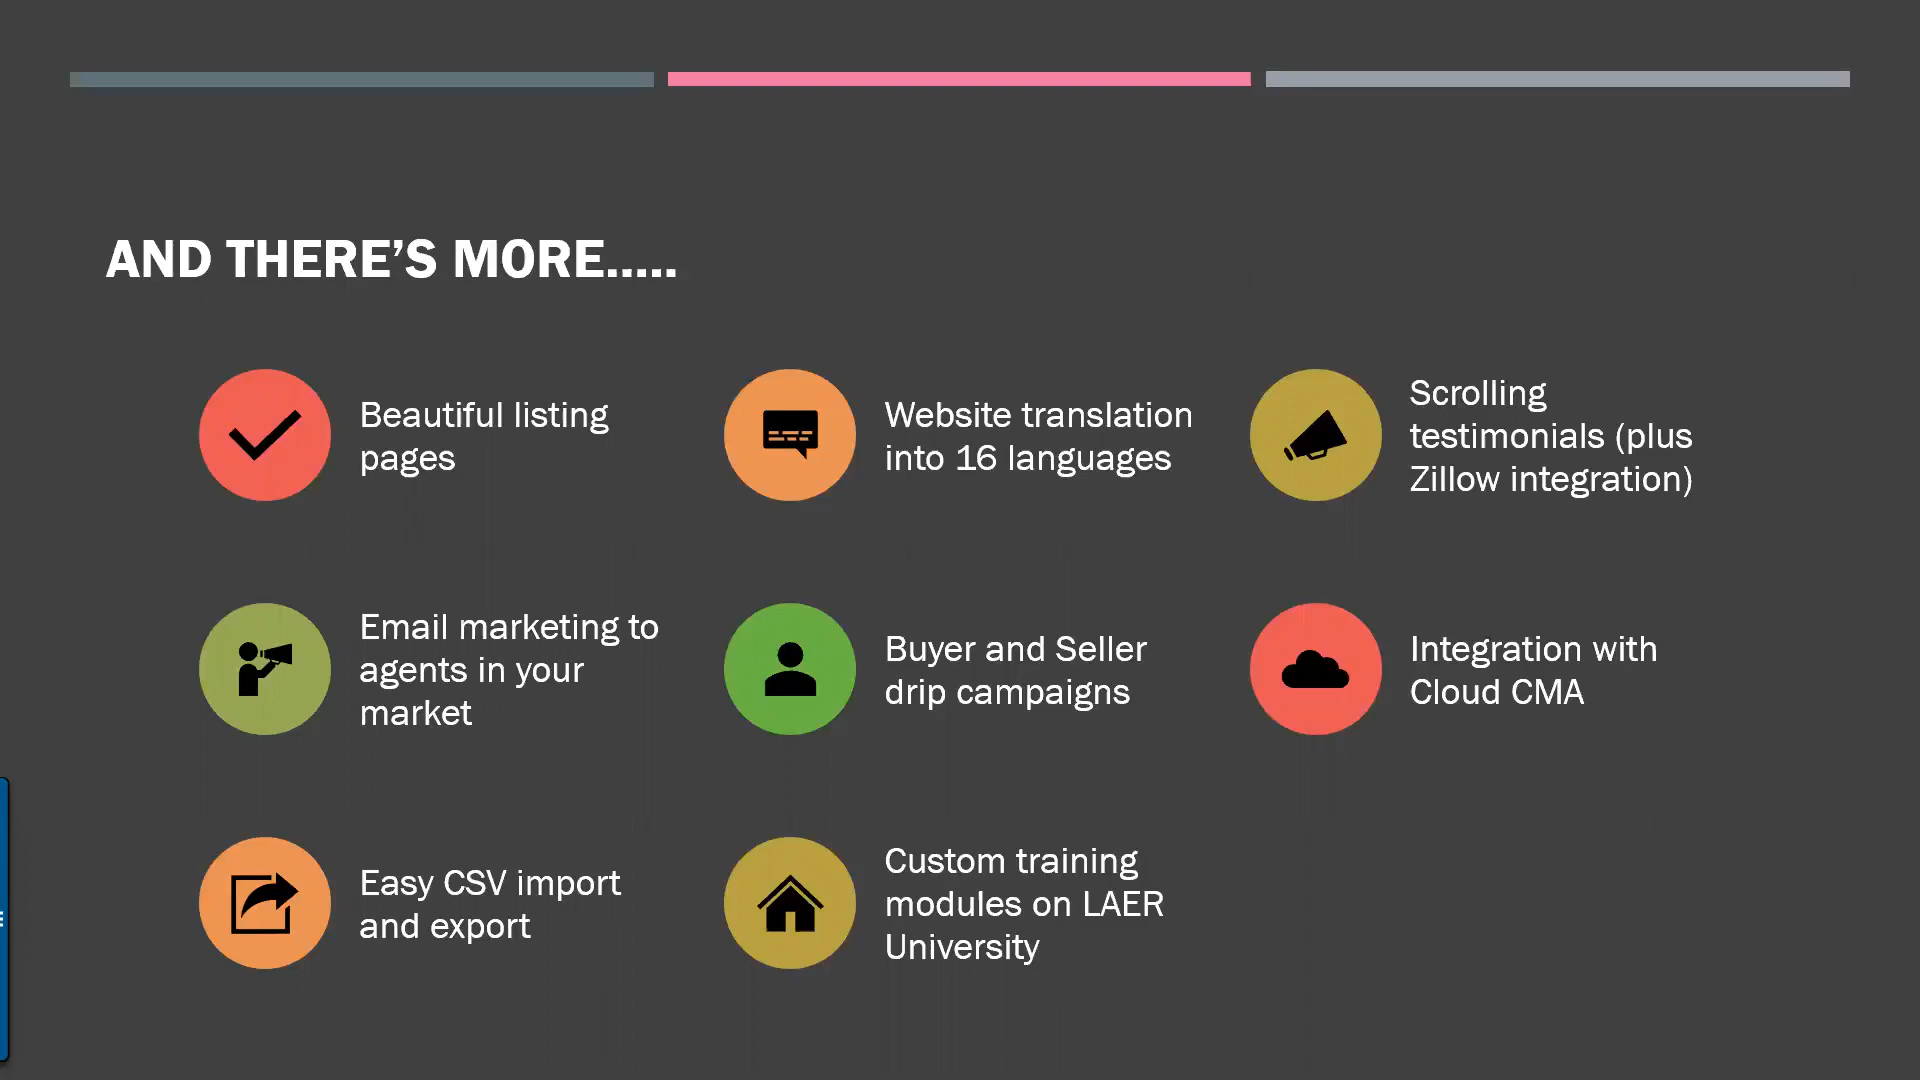 AND THERE’S MORE.....
Beautiful listing
pages
Website translation
into 16 languages
Scrolling
testimonials (plus
Zillow integration)
Email marketing to
agents in your
market
Buyer and Seller
drip campaigns
Integration with
Cloud CMA
Easy CSV import
and export
Custom training
modules on LAER
University